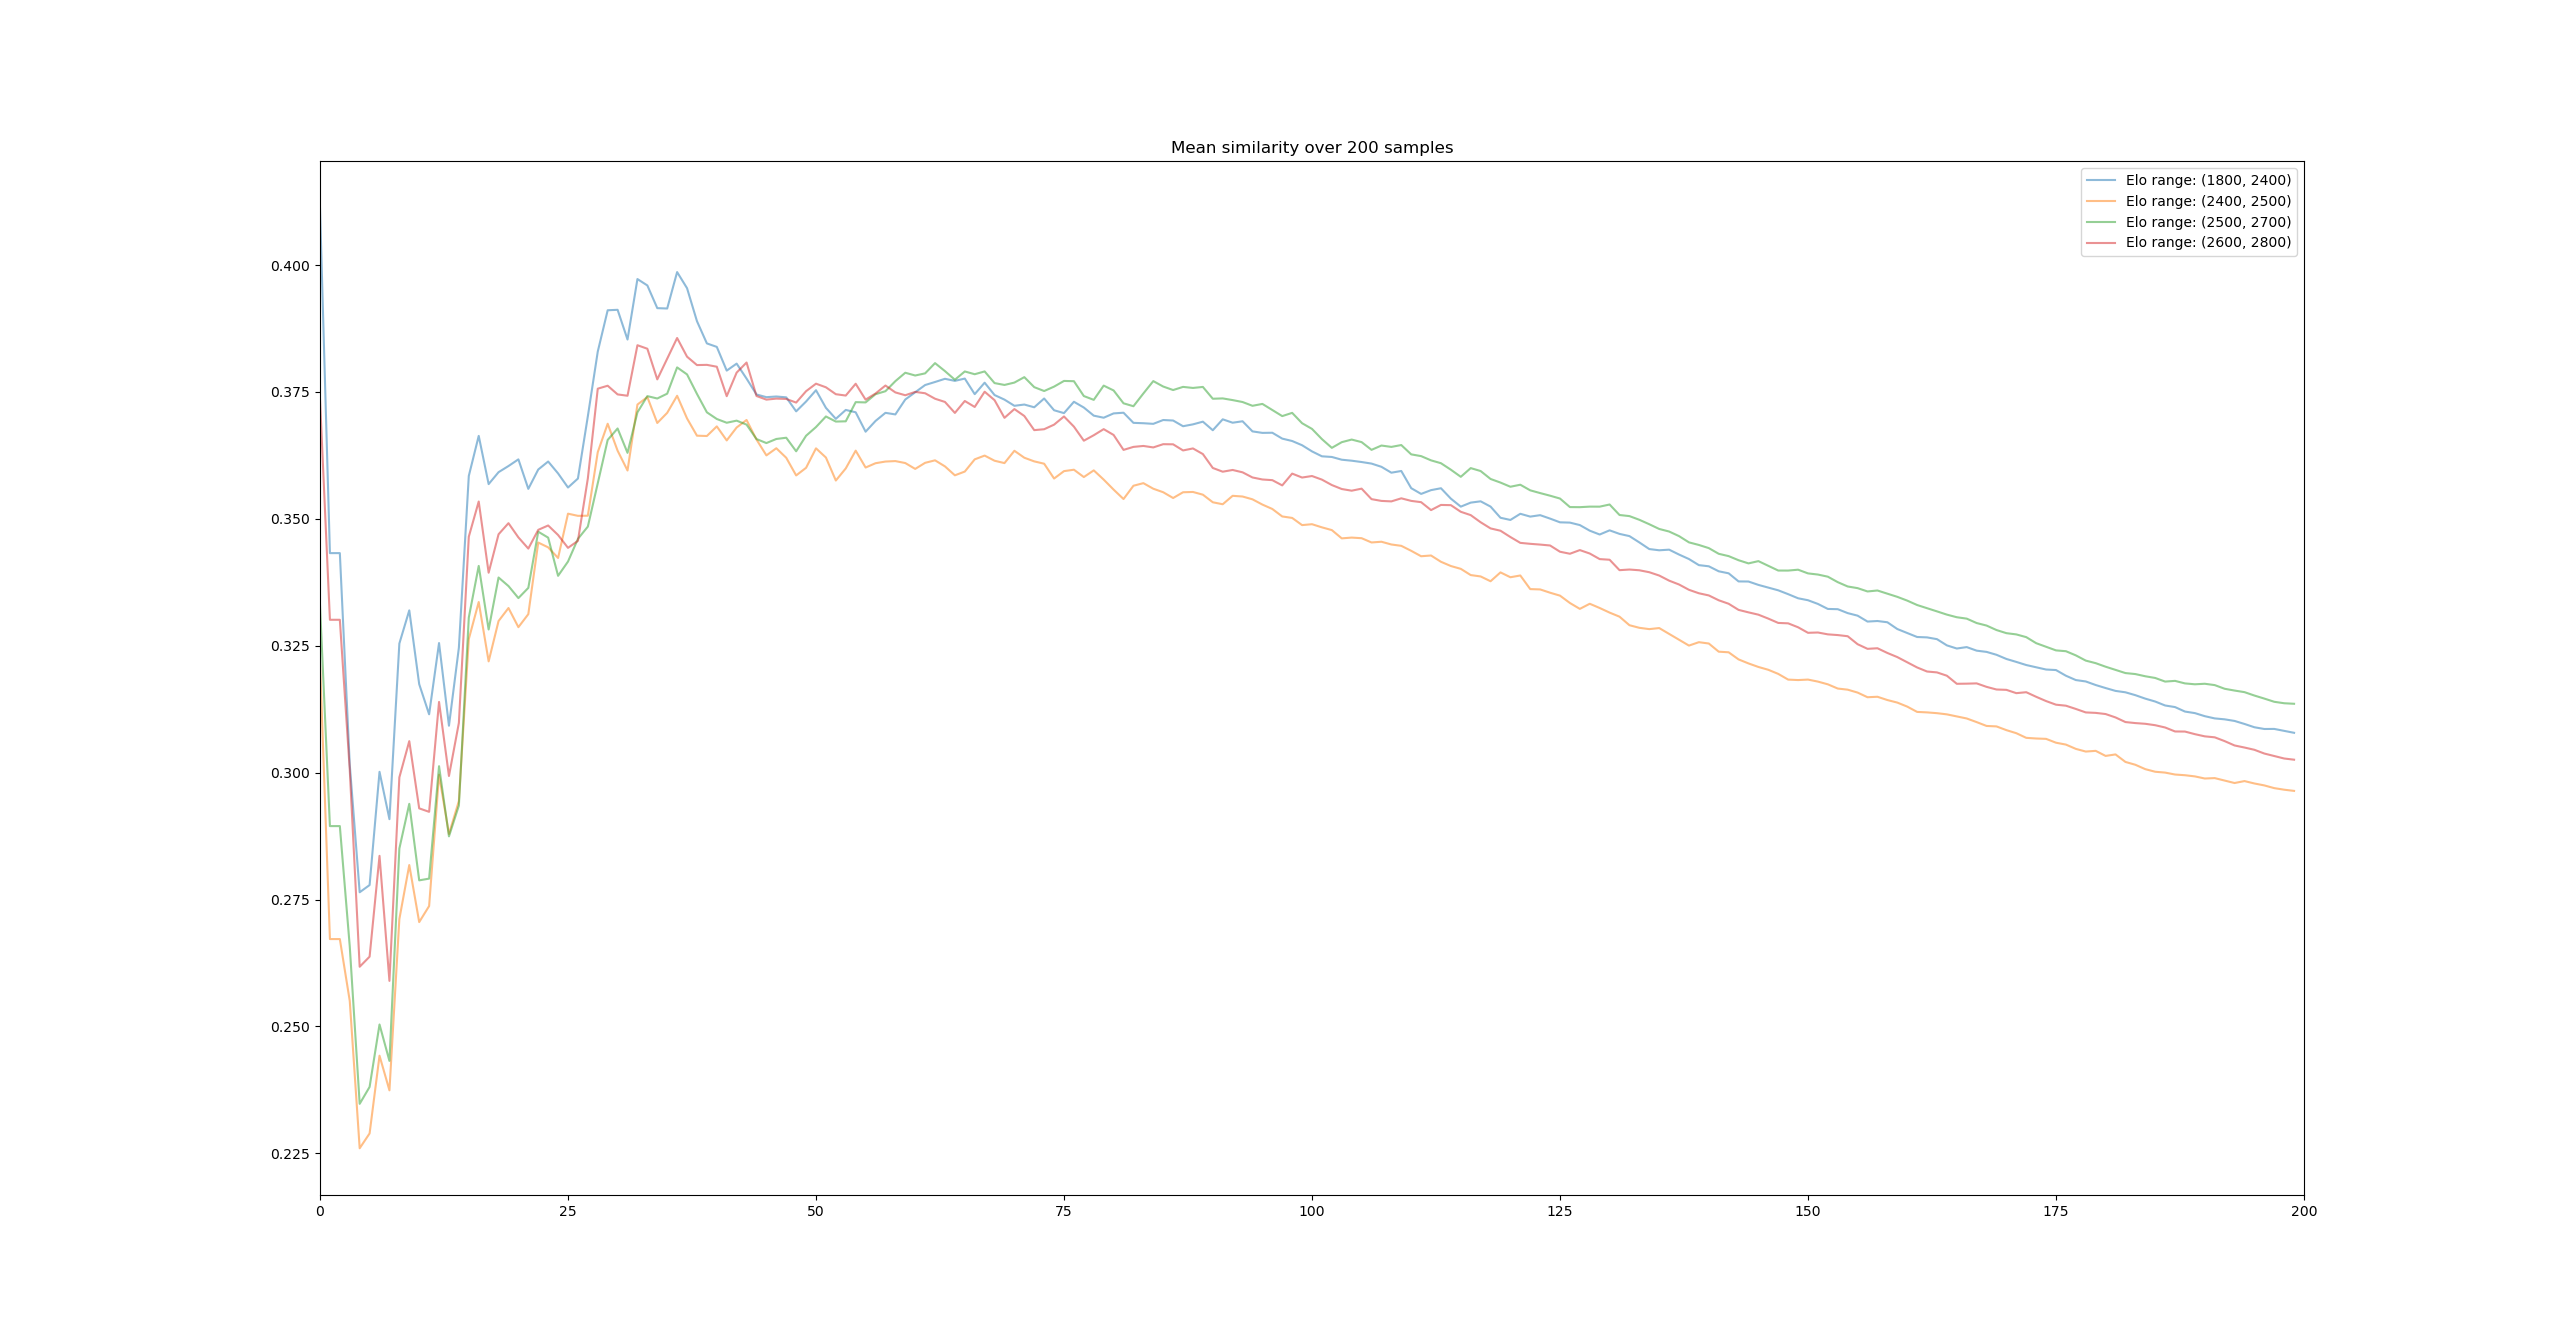 Mean similarity over 200 samples
Elo range: (1800, 2400)
Elo range: (2400, 2500)
Elo range: (2500, 2700)
Elo range: (2600, 2800)
0.400
0.375
0.350
0.325
0.300
0.275
0.250
0.225
0 25 50 75 100 125 150 175 200